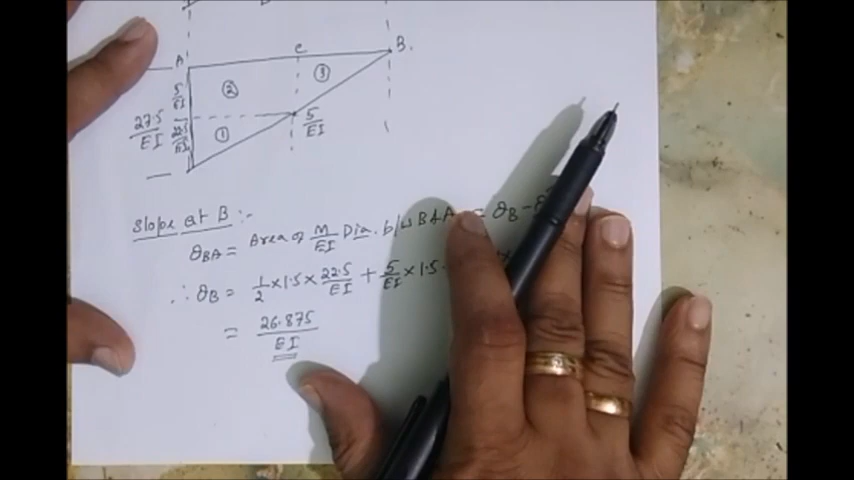 A c B.
②
③
5/EI
27.5/EI 22.5/EI
① 5/EI
Slope at B :-
θBA = Area of M/EI Dia. b/w B & A = θB -
∴ θB = 1/2 × 1.5 × 22.5/EI + 5/EI × 1.5
= 26.875/EI